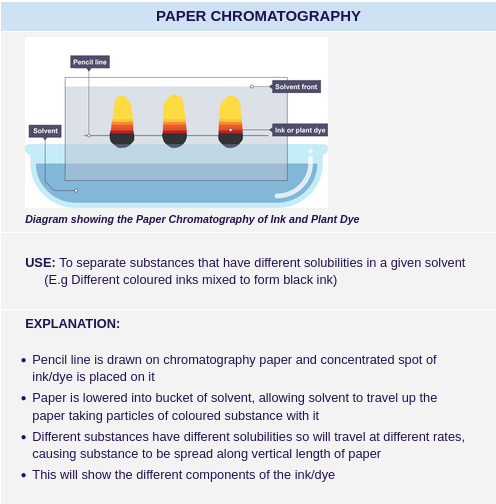 PAPER CHROMATOGRAPHY
Pencil line
Solvent front
Ink or plant dye
Solvent
Diagram showing the Paper Chromatography of Ink and Plant Dye
USE: To separate substances that have different solubilities in a given solvent
(E.g Different coloured inks mixed to form black ink)
EXPLANATION:
• Pencil line is drawn on chromatography paper and concentrated spot of
ink/dye is placed on it
• Paper is lowered into bucket of solvent, allowing solvent to travel up the
paper taking particles of coloured substance with it
• Different substances have different solubilities so will travel at different rates,
causing substance to be spread along vertical length of paper
• This will show the different components of the ink/dye